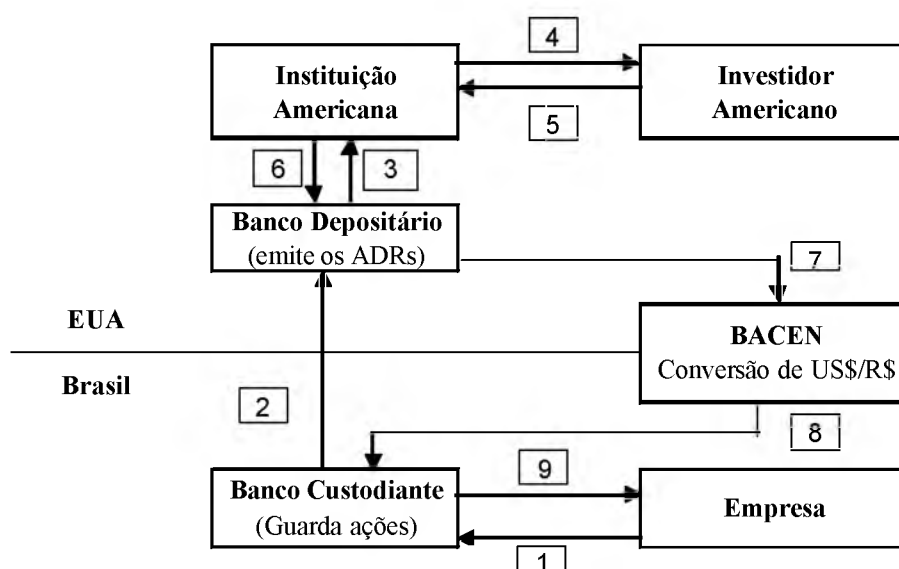 4
Instituição
Americana
Investidor
Americano
5
6
3
Banco Depositário
(emite os ADRs)
7
EUA
BACEN
Conversão de US$/R$
Brasil
2
8
9
Banco Custodiante
(Guarda ações)
Empresa
1